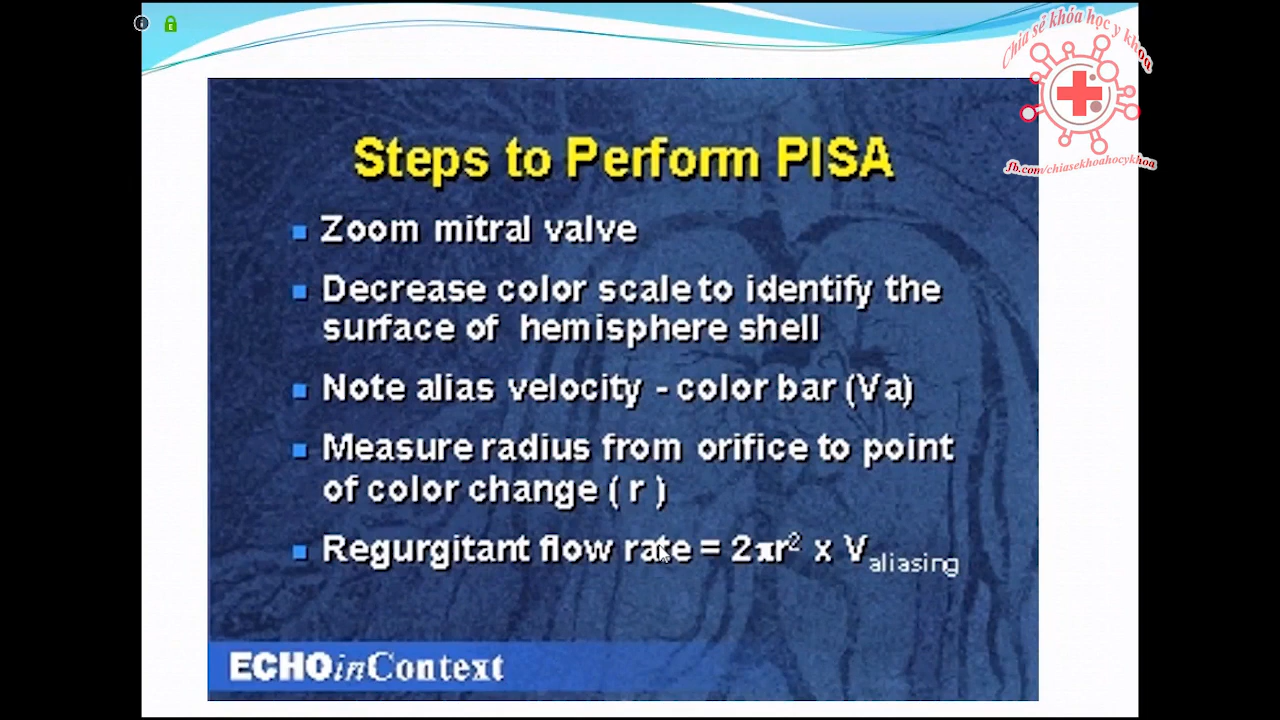 Chia sẻ khóa học y khoa
fb.com/chiasekhoahocykhoa
Steps to Perform PISA
Zoom mitral valve
Decrease color scale to identify the
surface of hemisphere shell
Note alias velocity - color bar (Va)
Measure radius from orifice to point
of color change ( r )
Regurgitant flow rate = 2πr² x Valiasing
ECHOinContext